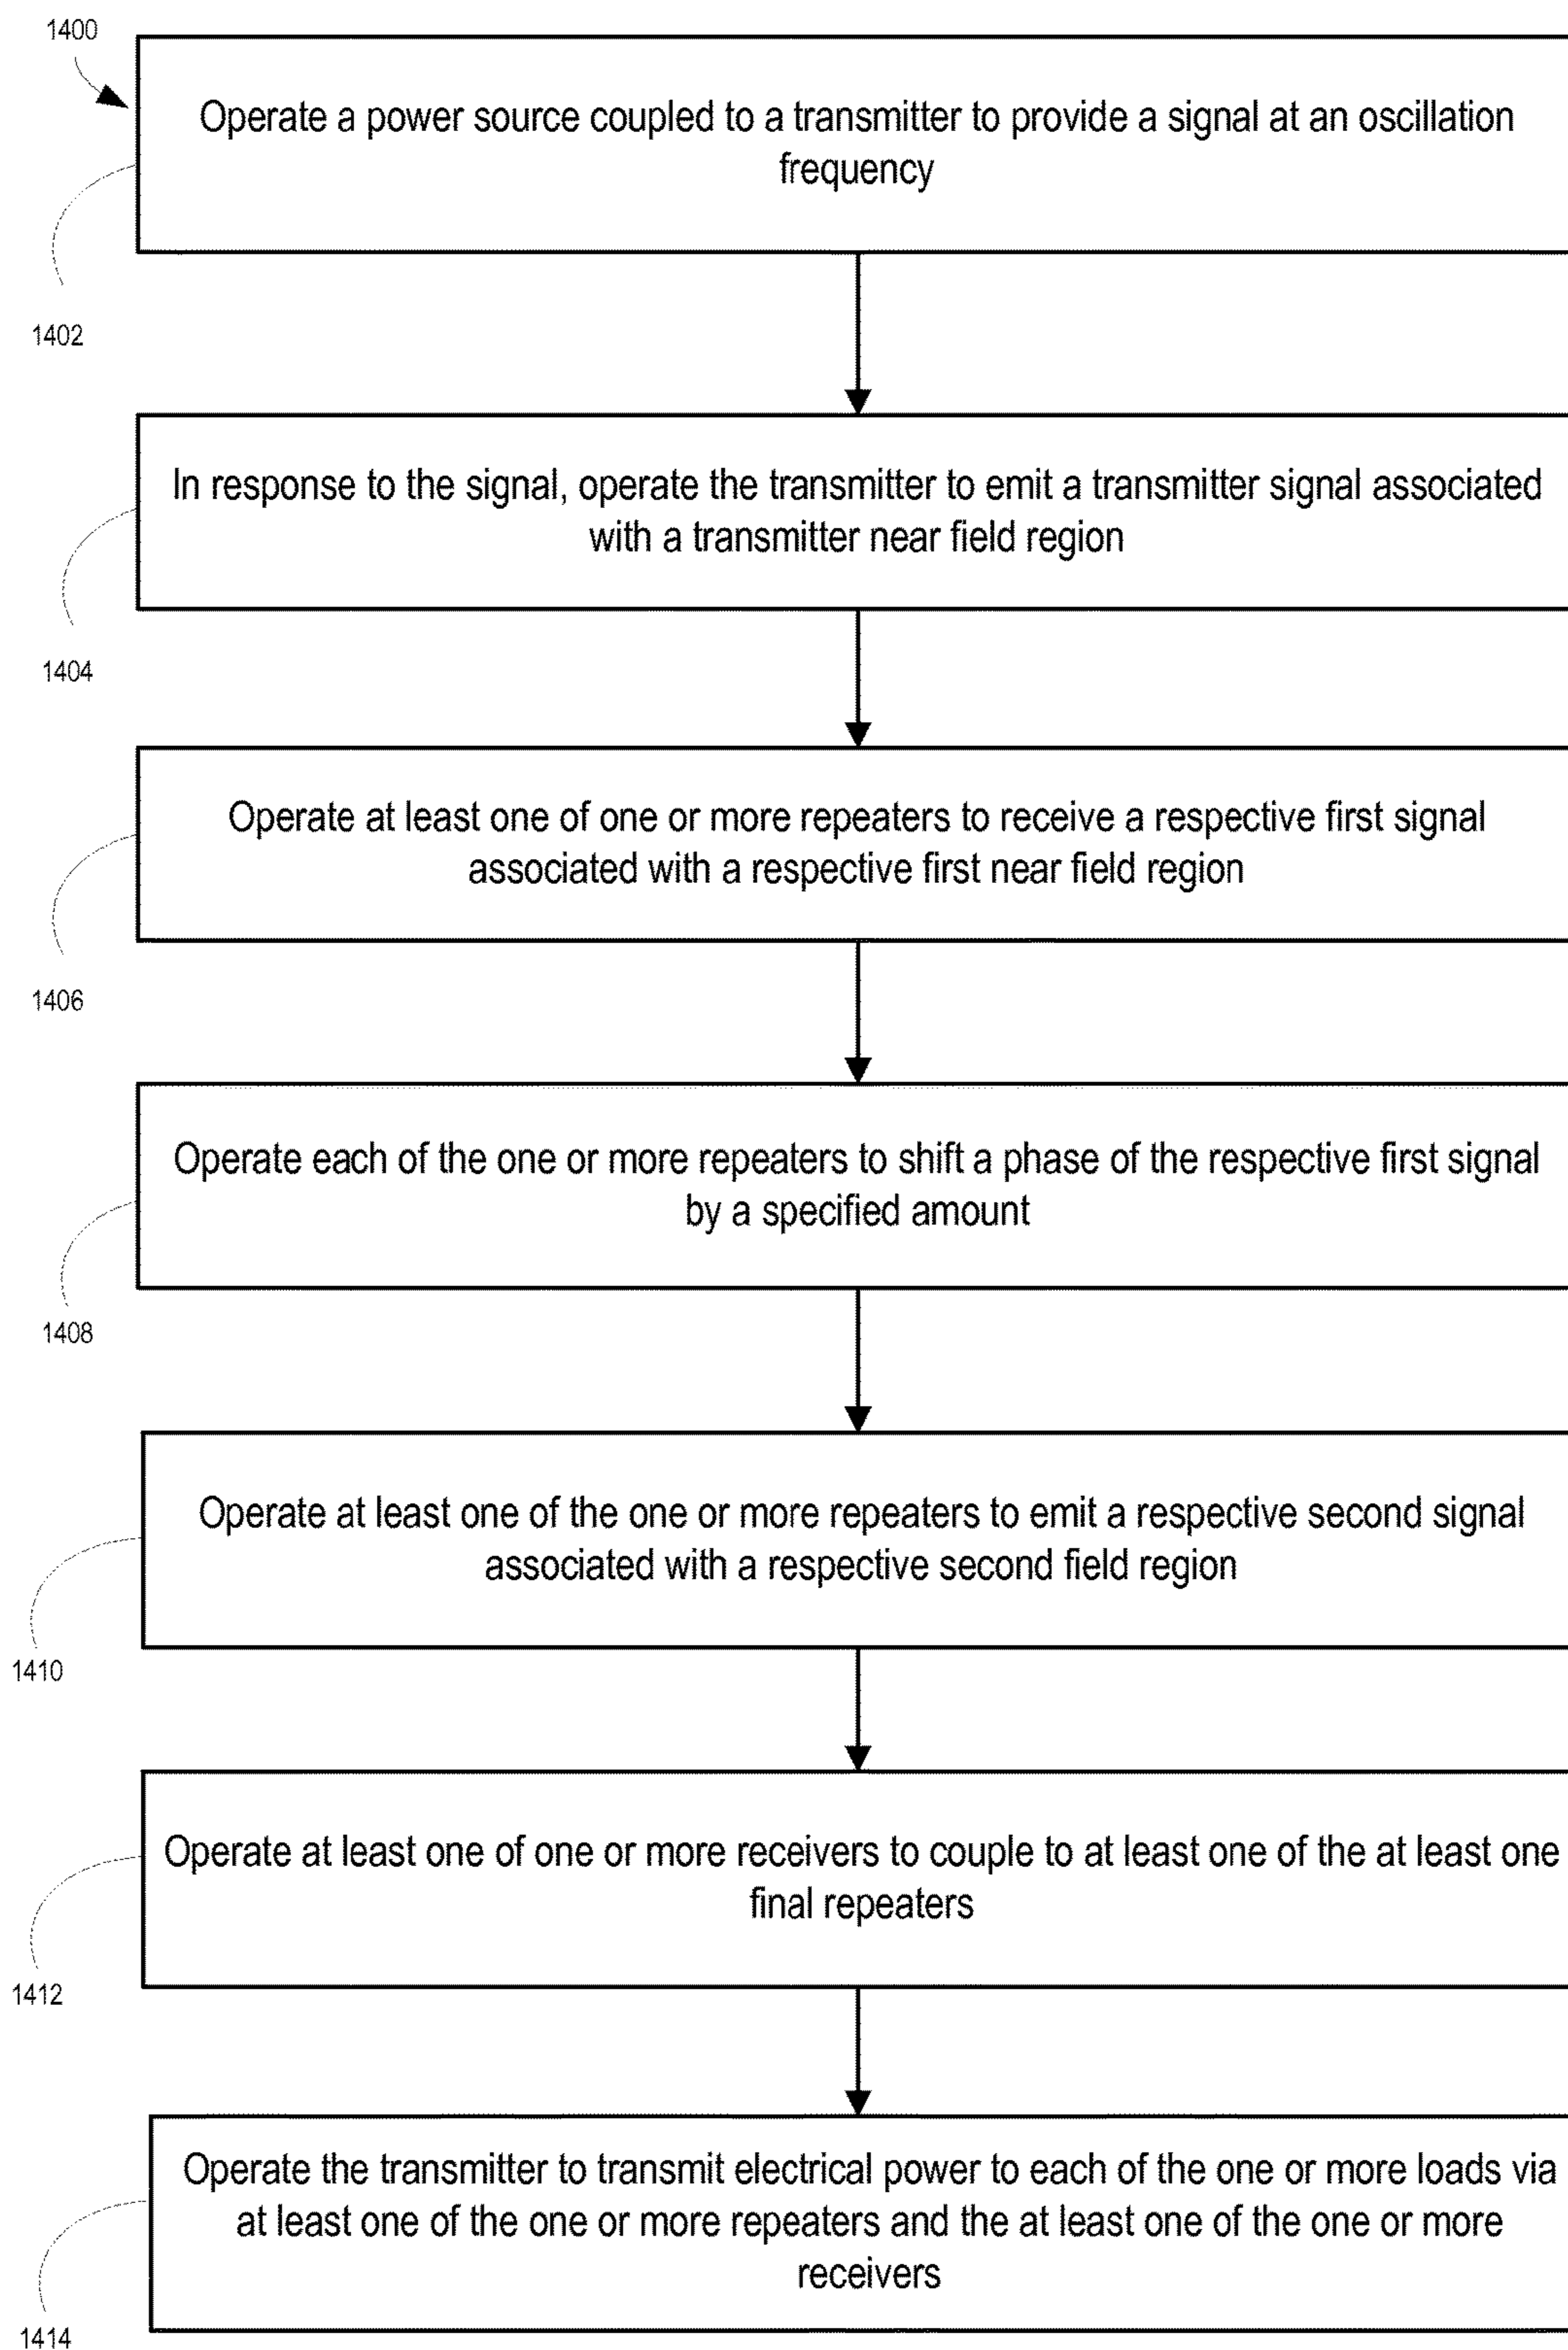 1400
Operate a power source coupled to a transmitter to provide a signal at an oscillation
frequency
1402
In response to the signal, operate the transmitter to emit a transmitter signal associated
with a transmitter near field region
1404
Operate at least one of one or more repeaters to receive a respective first signal
associated with a respective first near field region
1406
Operate each of the one or more repeaters to shift a phase of the respective first signal
by a specified amount
1408
Operate at least one of the one or more repeaters to emit a respective second signal
associated with a respective second field region
1410
Operate at least one of one or more receivers to couple to at least one of the at least one
final repeaters
1412
Operate the transmitter to transmit electrical power to each of the one or more loads via
at least one of the one or more repeaters and the at least one of the one or more
receivers
1414